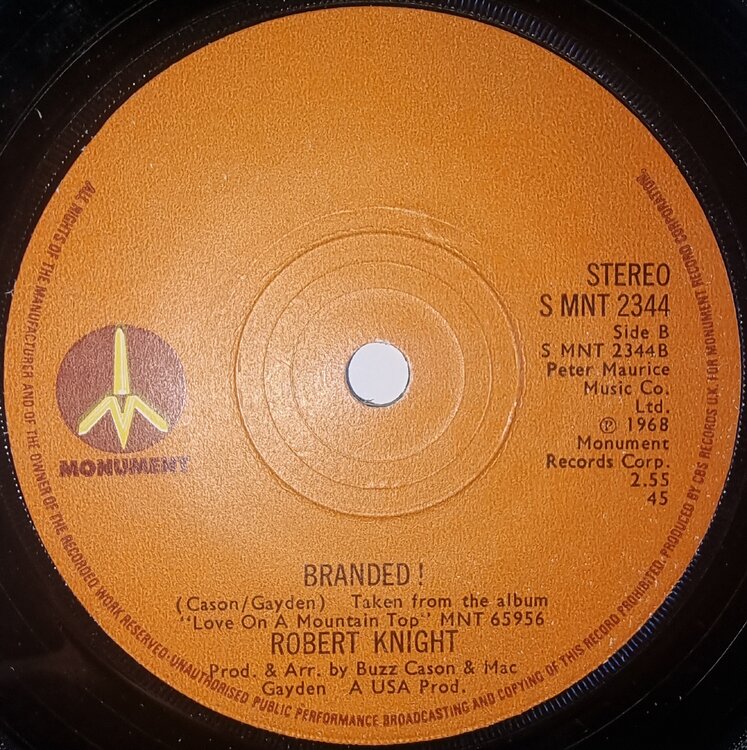 STEREO
S MNT 2344
Side B
S MNT 2344B
Peter Maurice
Music Co.
Ltd.
℗ 1968
Monument
Records Corp.
2.55
45
MONUMENT
BRANDED!
(Cason/Gayden) Taken from the album
"Love On A Mountain Top" MNT 65956
ROBERT KNIGHT
Prod. & Arr. by Buzz Cason & Mac
Gayden A USA Prod.
ALL RIGHTS OF THE MANUFACTURER AND OF THE OWNER OF THE RECORDED WORK RESERVED·UNAUTHORISED PUBLIC PERFORMANCE BROADCASTING AND COPYING OF THIS RECORD PROHIBITED. PRODUCED BY CBS RECORDS U.K. FOR MONUMENT RECORD CORPORATION.